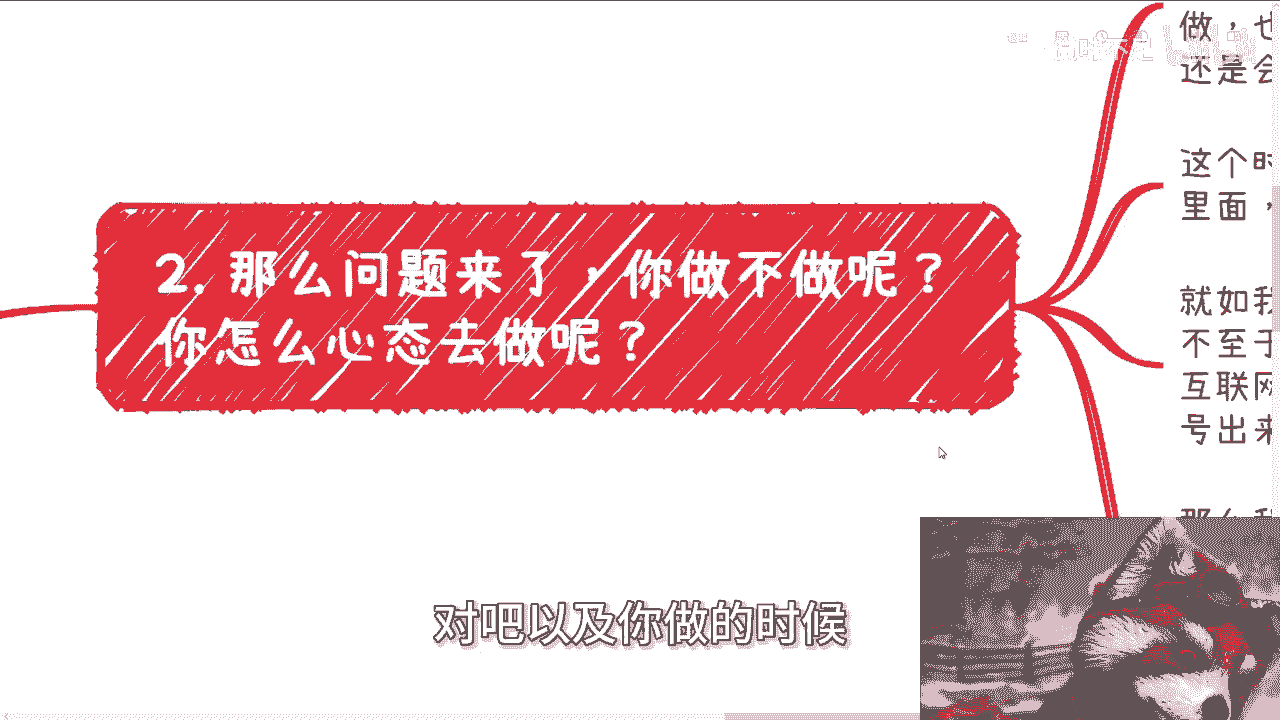 做，也
还是会
这个时
里面，
2. 那么问题来了，你做不做呢？
你怎么心态去做呢？
就如我
不至于
互联网
号出来
那么我
对吧以及你做的时候